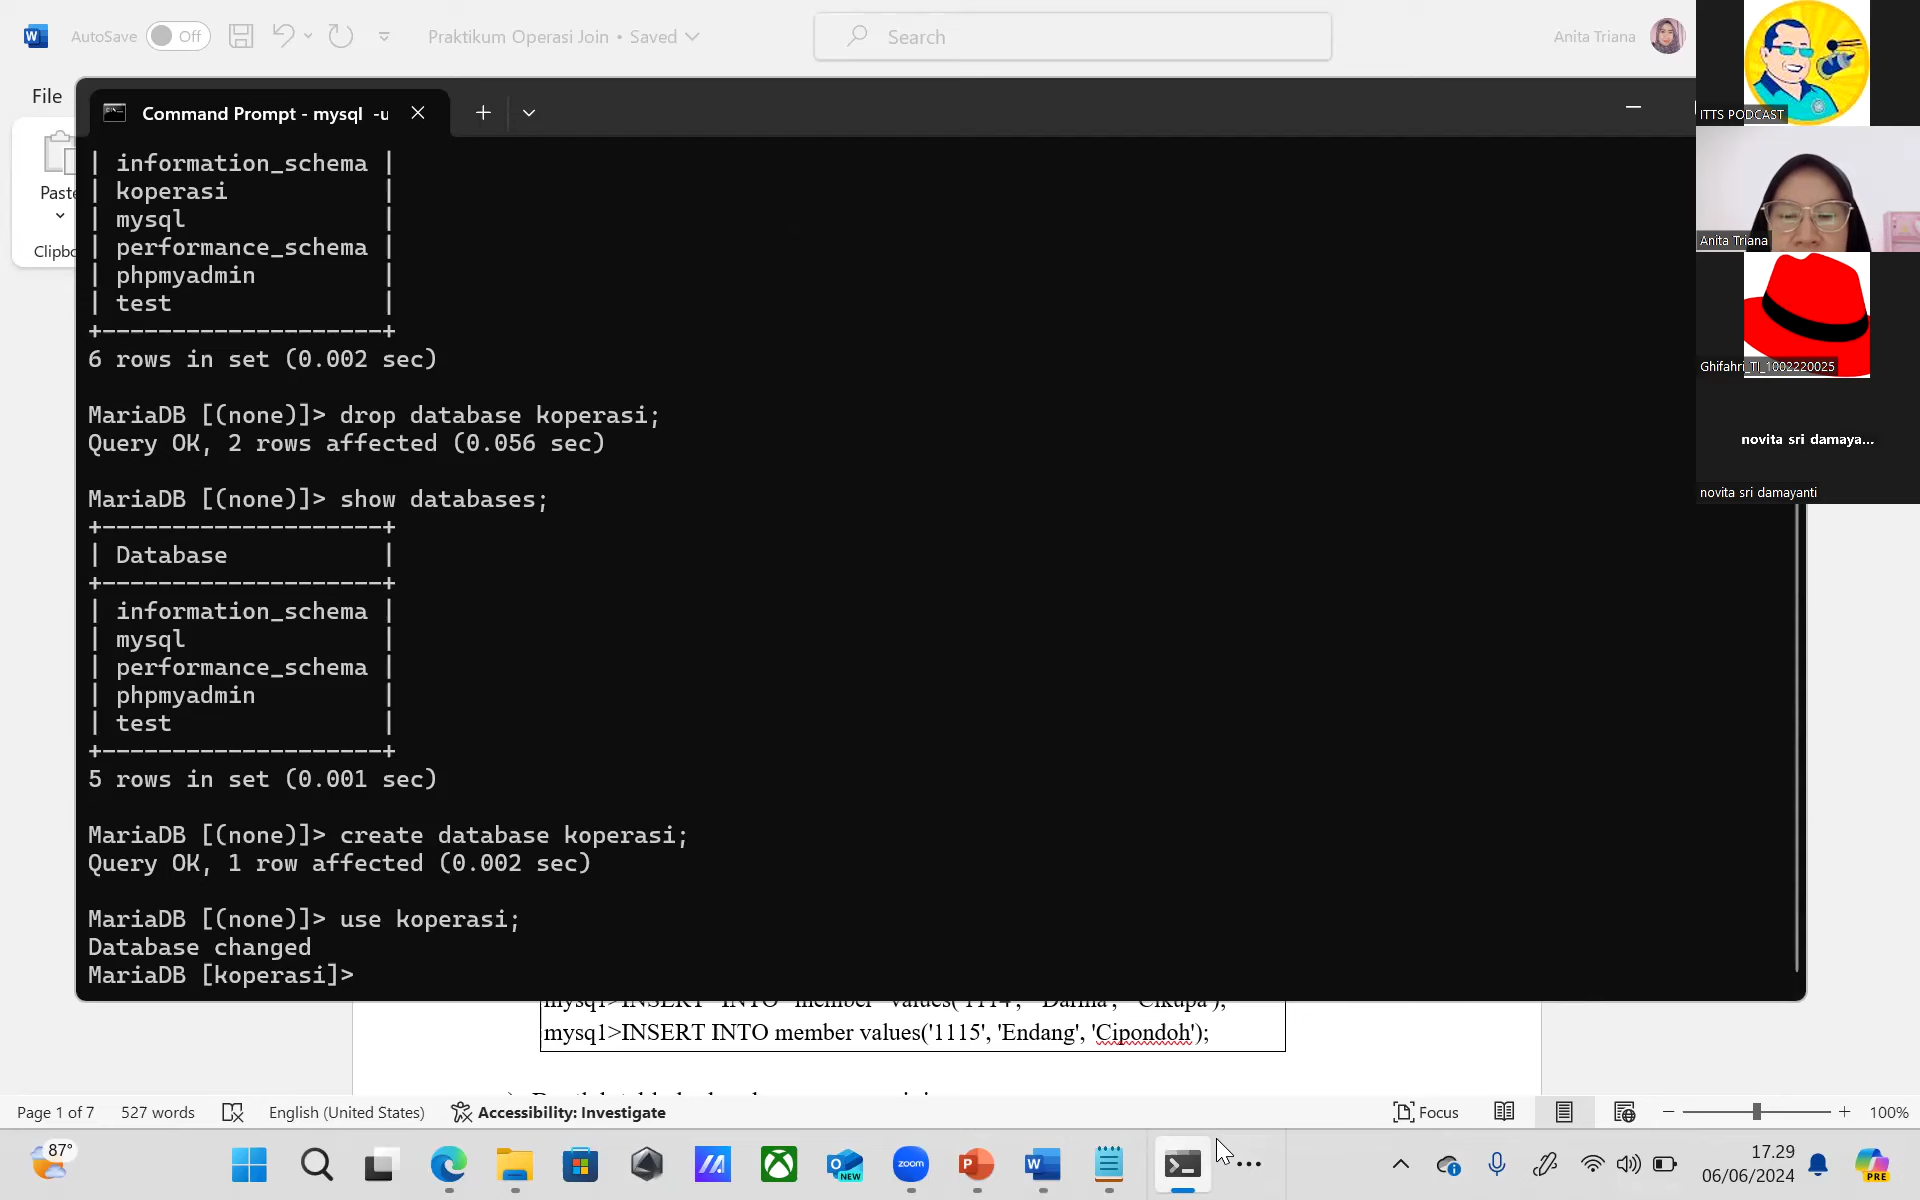 AutoSave Off Praktikum Operasi Join • Saved Search Anita Triana
File
Command Prompt - mysql -u
Paste
Clipbo
| information_schema |
| koperasi |
| mysql |
| performance_schema |
| phpmyadmin |
| test |
+--------------------+
6 rows in set (0.002 sec)
MariaDB [(none)]> drop database koperasi;
Query OK, 2 rows affected (0.056 sec)
MariaDB [(none)]> show databases;
+--------------------+
| Database |
+--------------------+
| information_schema |
| mysql |
| performance_schema |
| phpmyadmin |
| test |
+--------------------+
5 rows in set (0.001 sec)
MariaDB [(none)]> create database koperasi;
Query OK, 1 row affected (0.002 sec)
MariaDB [(none)]> use koperasi;
Database changed
MariaDB [koperasi]>
ITTS PODCAST
Anita Triana
Ghifahri_TI_1002220025
novita sri damaya...
novita sri damayanti
mysql>INSERT INTO member values('1114', 'Darma', 'Cikupa');
mysql>INSERT INTO member values('1115', 'Endang', 'Cipondoh');
Page 1 of 7 527 words English (United States) Accessibility: Investigate Focus 100%
87°
NEW
zoom
17.29
06/06/2024
PRE